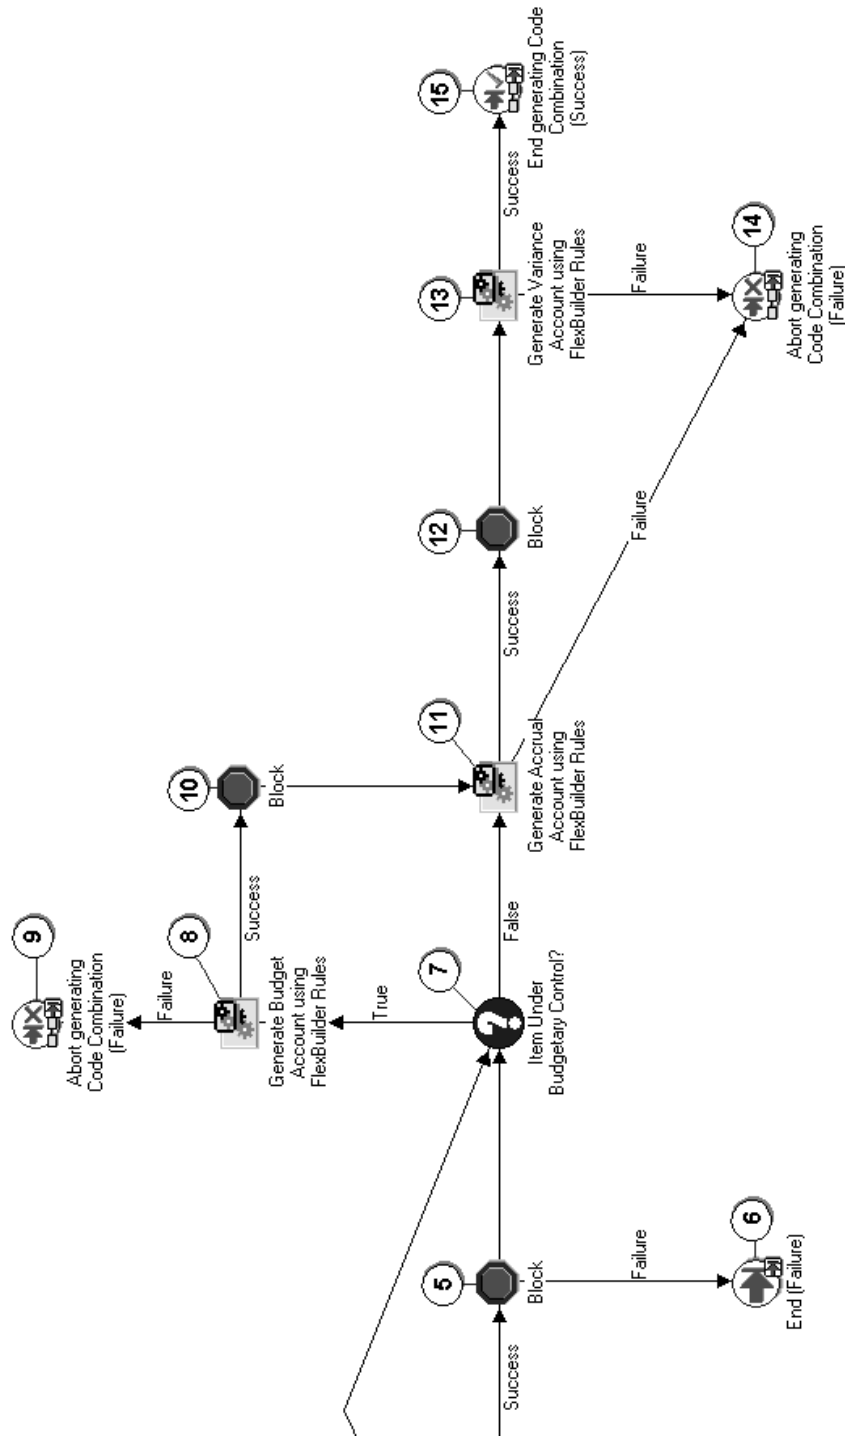 Success
5
Block
Failure
6
End (Failure)
7
Item Under
Budgetary Control?
True
False
8
Generate Budget
Account using
FlexBuilder Rules
Failure
9
Abort generating
Code Combination
(Failure)
Success
10
Block
11
Generate Accrual
Account using
FlexBuilder Rules
Success
Failure
12
Block
13
Generate Variance
Account using
FlexBuilder Rules
Failure
14
Abort generating
Code Combination
(Failure)
Success
15
End generating Code
Combination
(Success)